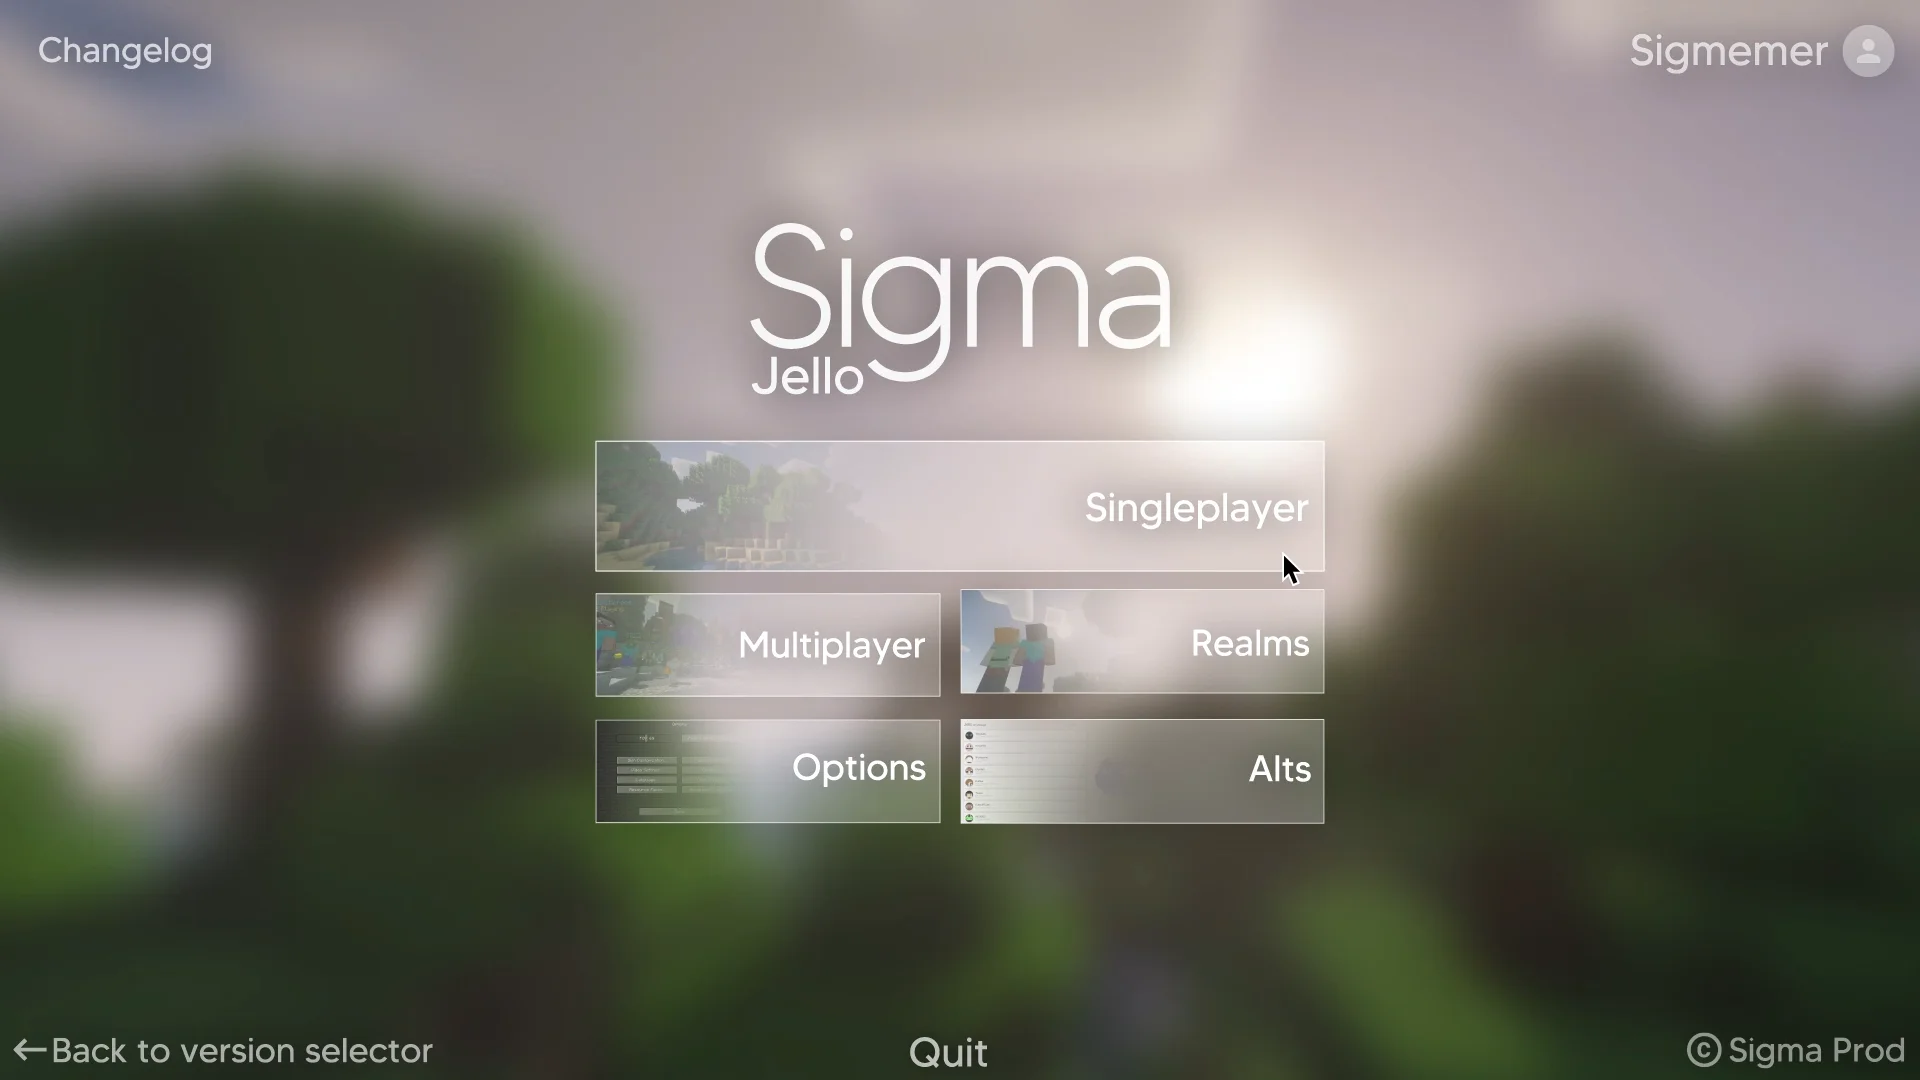 Changelog
Sigmemer
Sigma
Jello
Singleplayer
Multiplayer
Realms
Options
Alts
←Back to version selector
Quit
© Sigma Prod